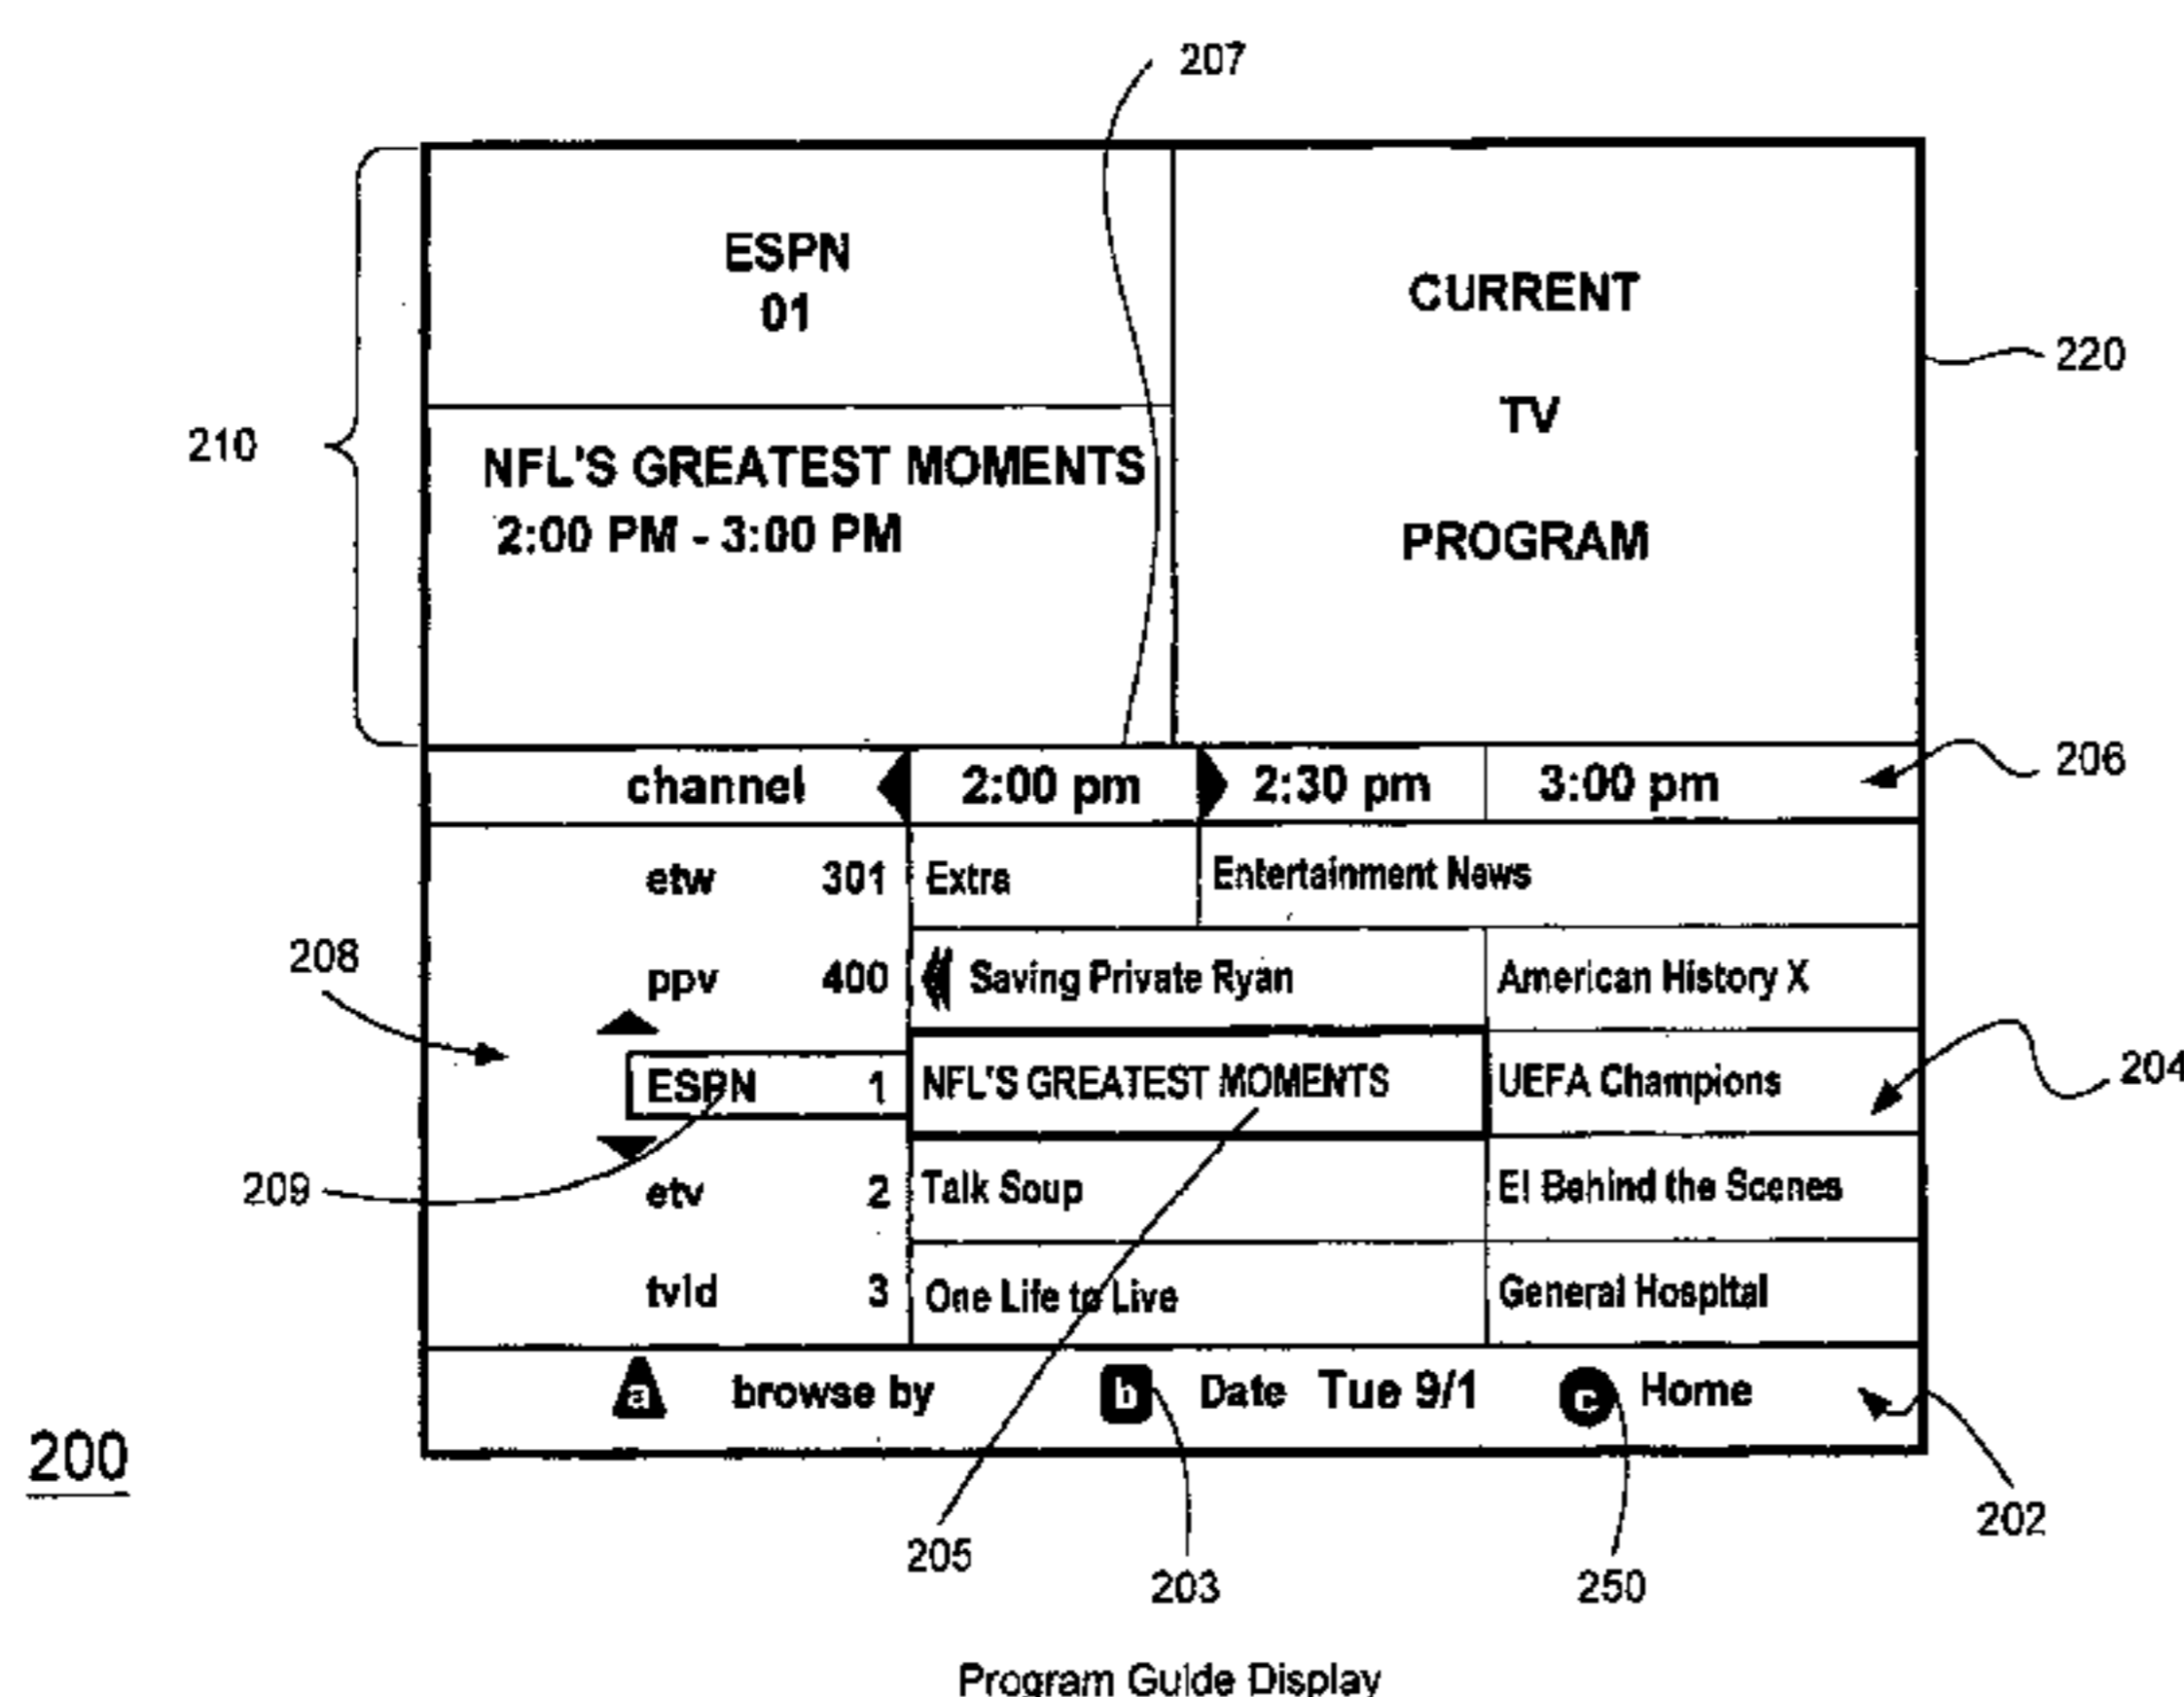 207
ESPN
01
CURRENT
TV
PROGRAM
220
210
NFL'S GREATEST MOMENTS
2:00 PM - 3:00 PM
channel 2:00 pm 2:30 pm 3:00 pm
206
etw 301 Extra Entertainment News
208
ppv 400 Saving Private Ryan American History X
ESPN 1 NFL'S GREATEST MOMENTS UEFA Champions
204
209
etv 2 Talk Soup E! Behind the Scenes
tvld 3 One Life to Live General Hospital
a browse by b Date Tue 9/1 c Home
200
202
205
203
250
Program Guide Display